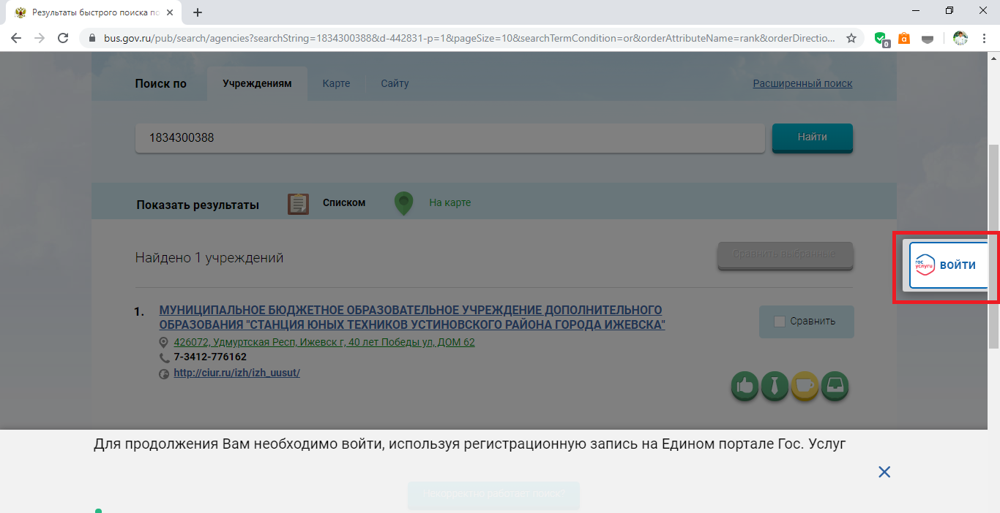 Результаты быстрого поиска по
bus.gov.ru/pub/search/agencies?searchString=1834300388&d-442831-p=1&pageSize=10&searchTermCondition=or&orderAttributeName=rank&orderDirectio...
0
a
Поиск по Учреждениям Карте Сайту Расширенный поиск
1834300388 Найти
Показать результаты Списком На карте
гос услуги ВОЙТИ
Найдено 1 учреждений Сравнить выбранные
1. МУНИЦИПАЛЬНОЕ БЮДЖЕТНОЕ ОБРАЗОВАТЕЛЬНОЕ УЧРЕЖДЕНИЕ ДОПОЛНИТЕЛЬНОГО
ОБРАЗОВАНИЯ "СТАНЦИЯ ЮНЫХ ТЕХНИКОВ УСТИНОВСКОГО РАЙОНА ГОРОДА ИЖЕВСКА"
Сравнить
426072, Удмуртская Респ, Ижевск г, 40 лет Победы ул, ДОМ 62
7-3412-776162
http://ciur.ru/izh/izh_uusut/
Для продолжения Вам необходимо войти, используя регистрационную запись на Едином портале Гос. Услуг
Некорректно работает поиск?